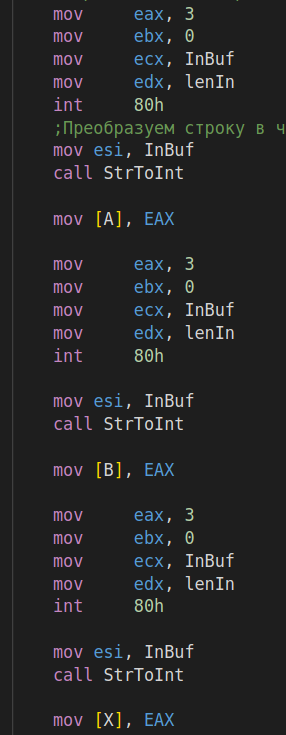 mov eax, 3
mov ebx, 0
mov ecx, InBuf
mov edx, lenIn
int 80h
;Преобразуем строку в ч
mov esi, InBuf
call StrToInt
mov [A], EAX
mov eax, 3
mov ebx, 0
mov ecx, InBuf
mov edx, lenIn
int 80h
mov esi, InBuf
call StrToInt
mov [B], EAX
mov eax, 3
mov ebx, 0
mov ecx, InBuf
mov edx, lenIn
int 80h
mov esi, InBuf
call StrToInt
mov [X], EAX